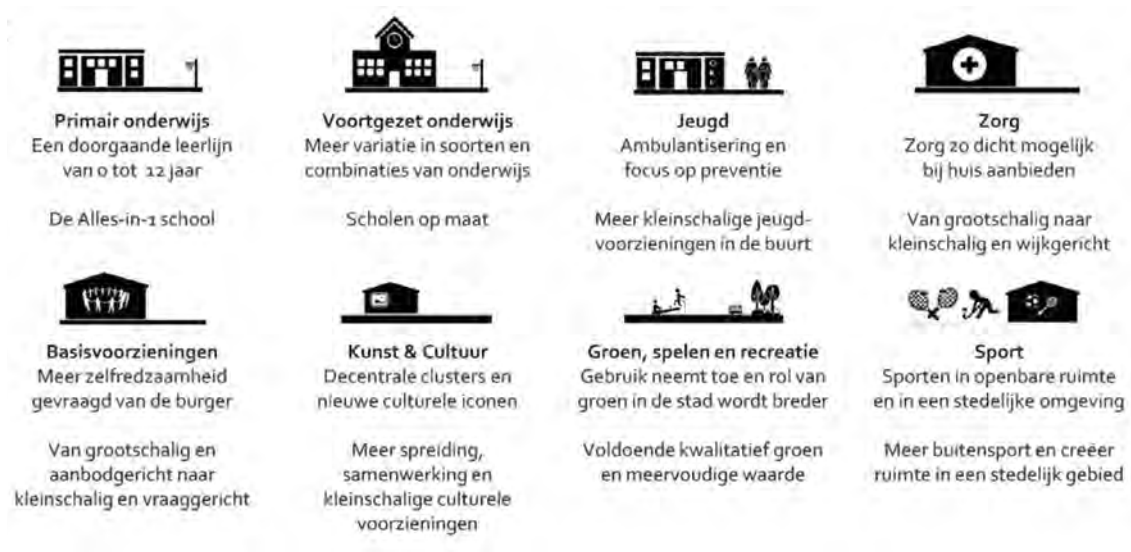 Primair onderwijs
Een doorgaande leerlijn
van 0 tot 12 jaar
De Alles-in-1 school
Voortgezet onderwijs
Meer variatie in soorten en
combinaties van onderwijs
Scholen op maat
Jeugd
Ambulantisering en
focus op preventie
Meer kleinschalige jeugd-
voorzieningen in de buurt
Zorg
Zorg zo dicht mogelijk
bij huis aanbieden
Van grootschalig naar
kleinschalig en wijkgericht
Basisvoorzieningen
Meer zelfredzaamheid
gevraagd van de burger
Van grootschalig en
aanbodgericht naar
kleinschalig en vraaggericht
Kunst & Cultuur
Decentrale clusters en
nieuwe culturele iconen
Meer spreiding,
samenwerking en
kleinschalige culturele
voorzieningen
Groen, spelen en recreatie
Gebruik neemt toe en rol van
groen in de stad wordt breder
Voldoende kwalitatief groen
en meervoudige waarde
Sport
Sporten in openbare ruimte
en in een stedelijke omgeving
Meer buitensport en creëer
ruimte in een stedelijk gebied